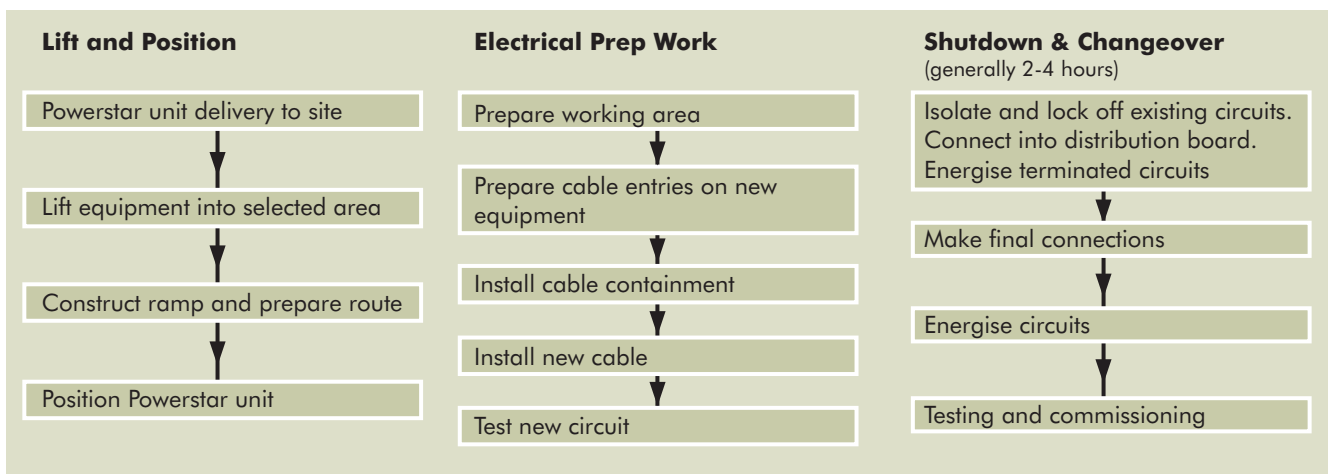 Lift and Position
Powerstar unit delivery to site
Lift equipment into selected area
Construct ramp and prepare route
Position Powerstar unit
Electrical Prep Work
Prepare working area
Prepare cable entries on new
equipment
Install cable containment
Install new cable
Test new circuit
Shutdown & Changeover
(generally 2-4 hours)
Isolate and lock off existing circuits.
Connect into distribution board.
Energise terminated circuits
Make final connections
Energise circuits
Testing and commissioning